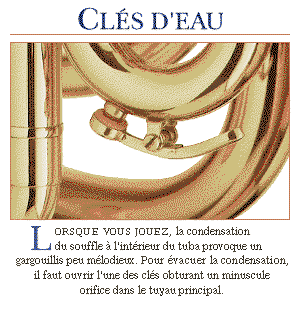 CLÉS D'EAU
LORSQUE VOUS JOUEZ, la condensation
du souffle à l'intérieur du tuba provoque un
gargouillis peu mélodieux. Pour évacuer la condensation,
il faut ouvrir l'une des clés obturant un minuscule
orifice dans le tuyau principal.